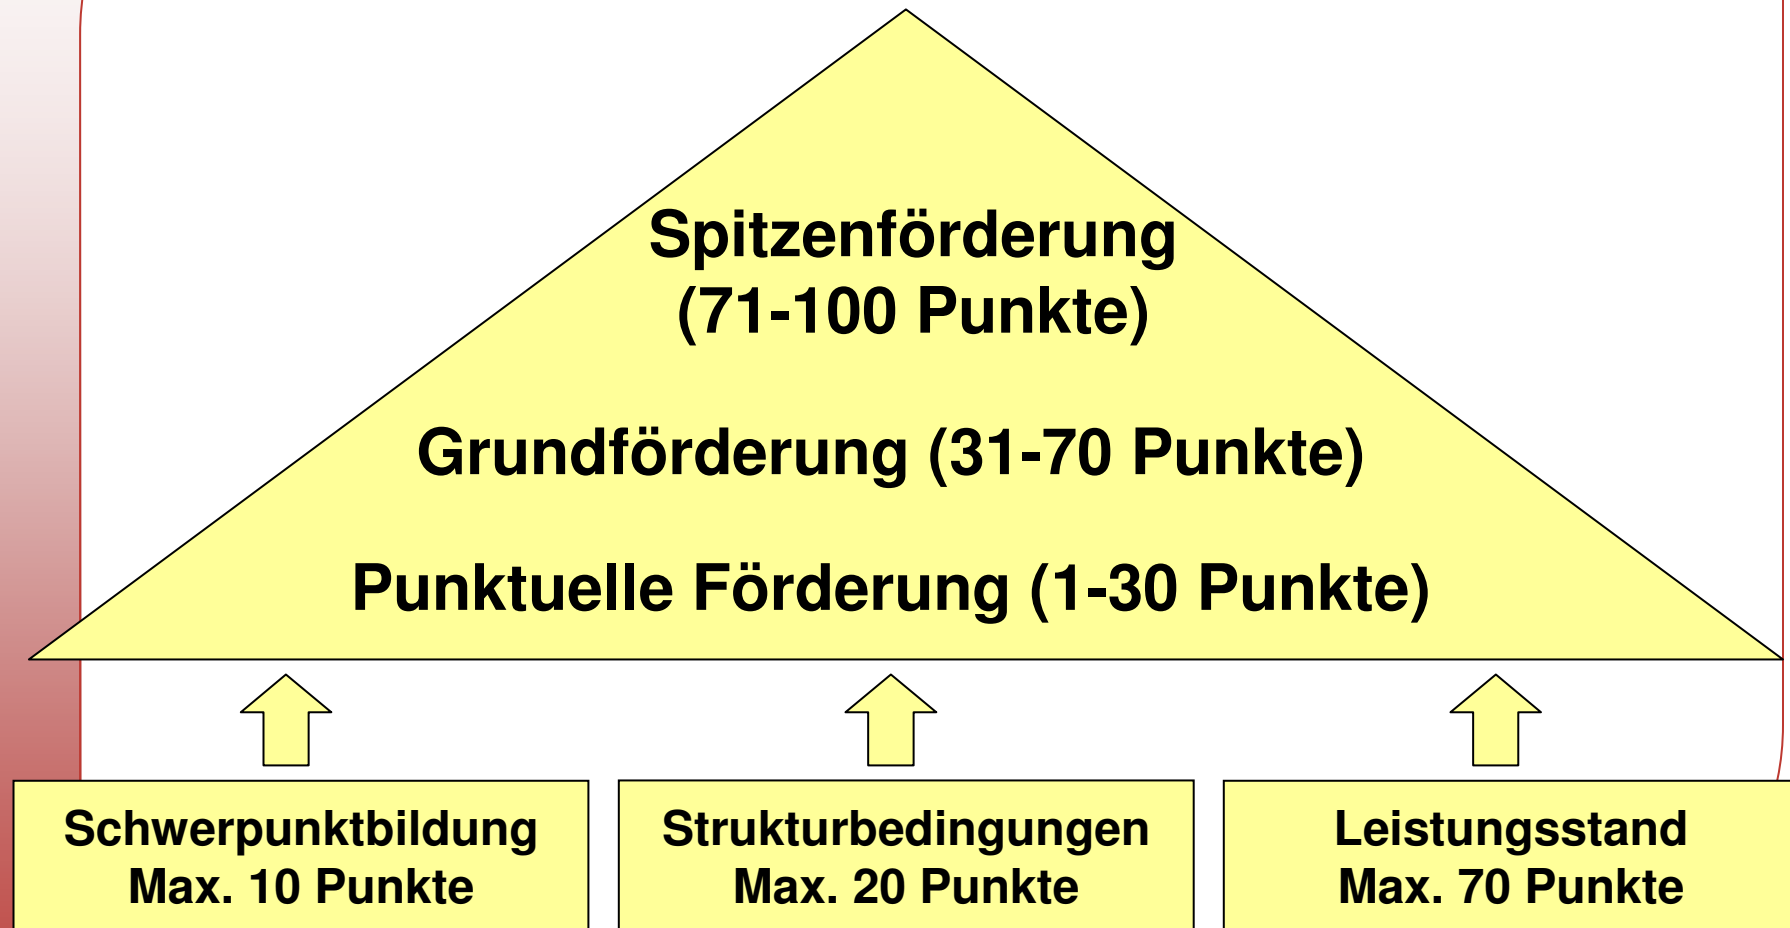 Spitzenförderung
(71-100 Punkte)
Grundförderung (31-70 Punkte)
Punktuelle Förderung (1-30 Punkte)
Schwerpunktbildung
Max. 10 Punkte
Strukturbedingungen
Max. 20 Punkte
Leistungsstand
Max. 70 Punkte